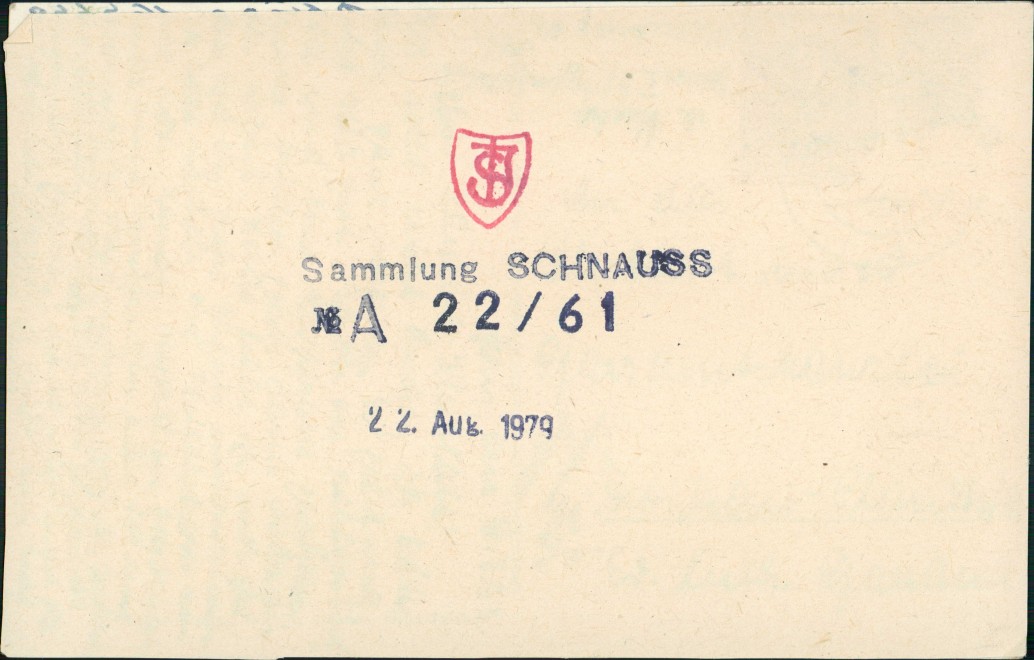 Sammlung SCHNAUSS
№ A 22/61
22. Aug. 1979